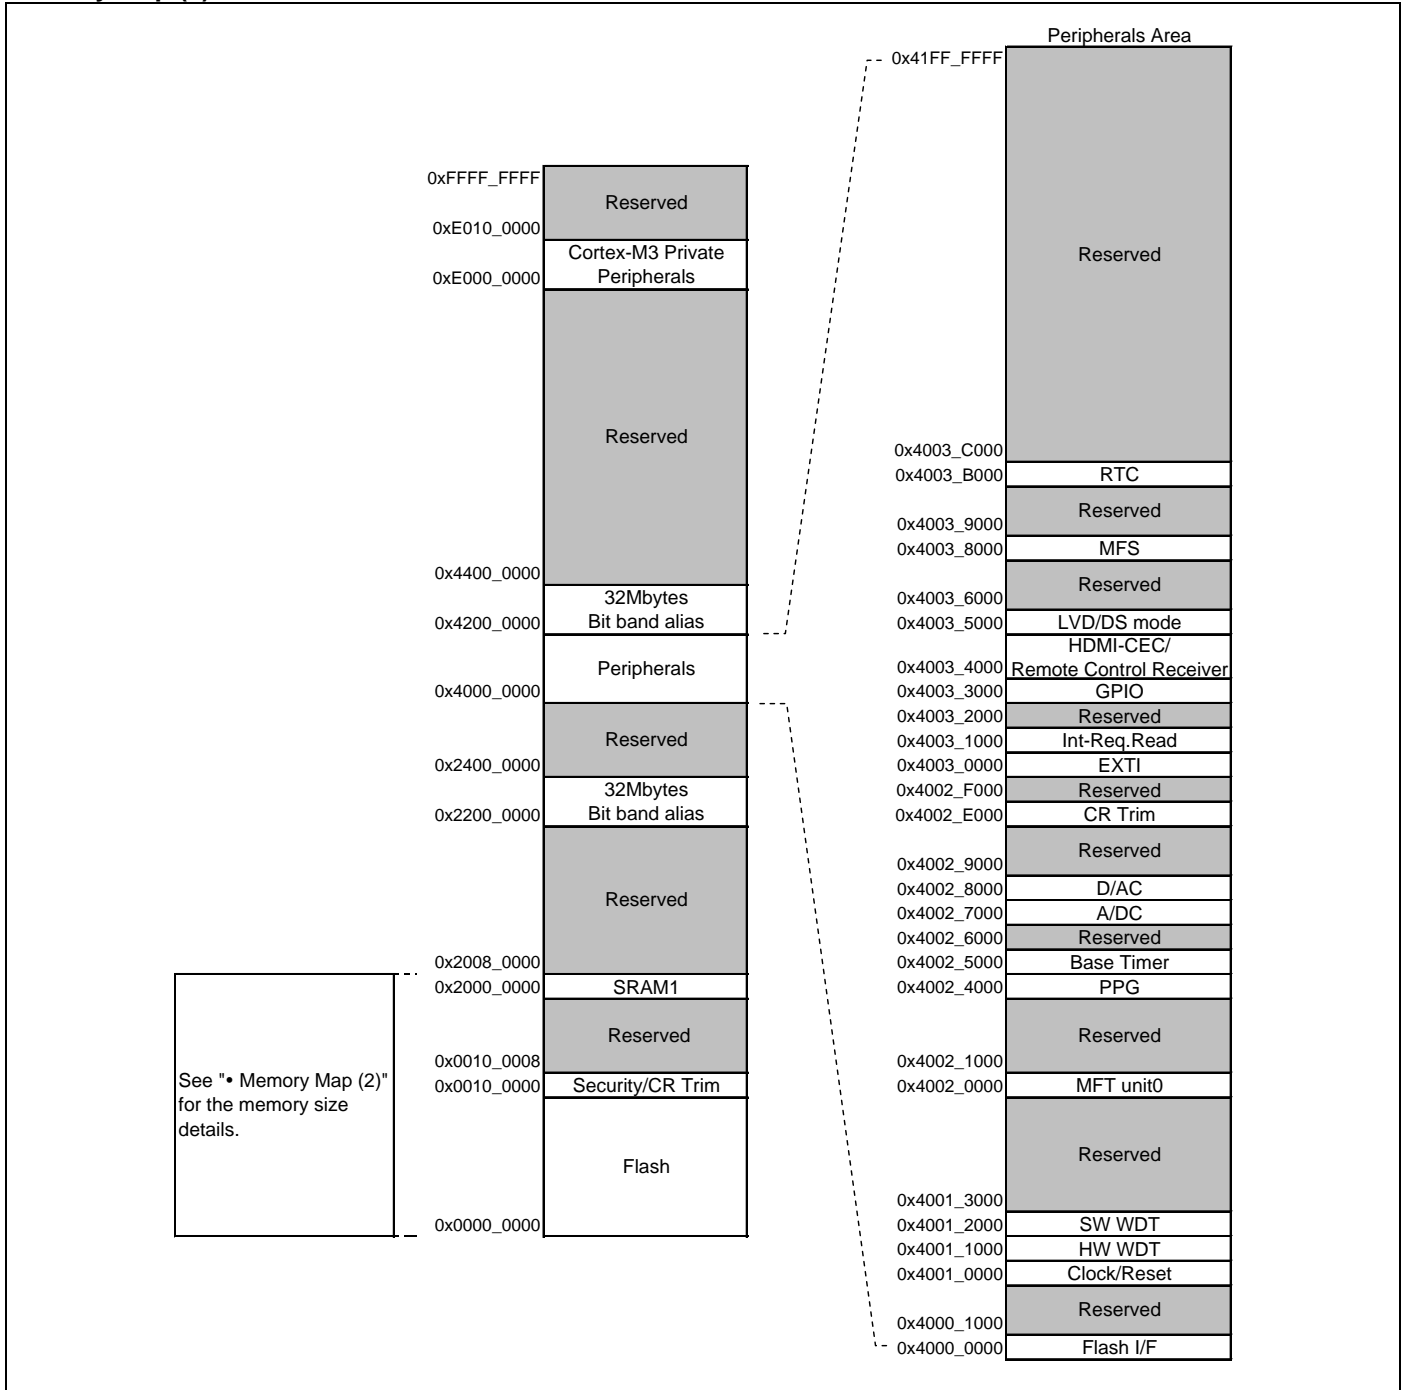 Peripherals Area
0x41FF_FFFF
Reserved
0x4003_C000
0x4003_B000 RTC
Reserved
0x4003_9000
0x4003_8000 MFS
Reserved
0x4003_6000
0x4003_5000 LVD/DS mode
HDMI-CEC/
0x4003_4000 Remote Control Receiver
0x4003_3000 GPIO
0x4003_2000 Reserved
0x4003_1000 Int-Req.Read
0x4003_0000 EXTI
0x4002_F000 Reserved
0x4002_E000 CR Trim
Reserved
0x4002_9000
0x4002_8000 D/AC
0x4002_7000 A/DC
0x4002_6000 Reserved
0x4002_5000 Base Timer
0x4002_4000 PPG
Reserved
0x4002_1000
0x4002_0000 MFT unit0
Reserved
0x4001_3000
0x4001_2000 SW WDT
0x4001_1000 HW WDT
0x4001_0000 Clock/Reset
Reserved
0x4000_1000
0x4000_0000 Flash I/F
0xFFFF_FFFF
Reserved
0xE010_0000
Cortex-M3 Private
0xE000_0000 Peripherals
Reserved
0x4400_0000
32Mbytes
0x4200_0000 Bit band alias
Peripherals
0x4000_0000
Reserved
0x2400_0000
32Mbytes
0x2200_0000 Bit band alias
Reserved
0x2008_0000
0x2000_0000 SRAM1
Reserved
0x0010_0008
0x0010_0000 Security/CR Trim
Flash
0x0000_0000
See "• Memory Map (2)"
for the memory size
details.